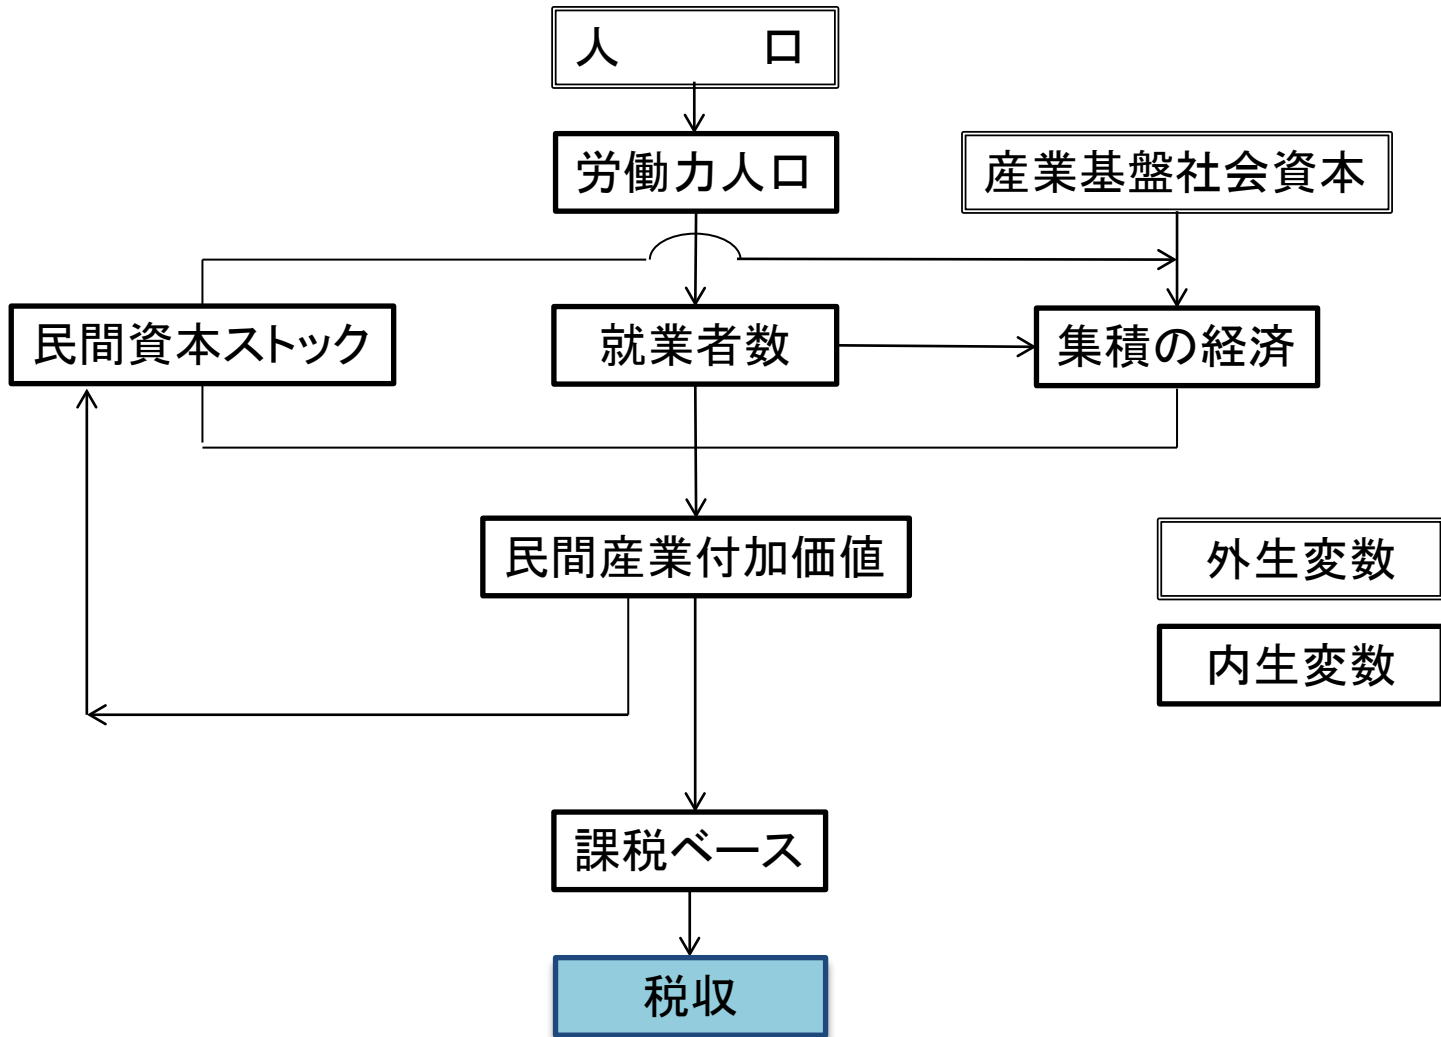 人　　　口
労働力人口
産業基盤社会資本
民間資本ストック
就業者数
集積の経済
民間産業付加価値
外生変数
内生変数
課税ベース
税収